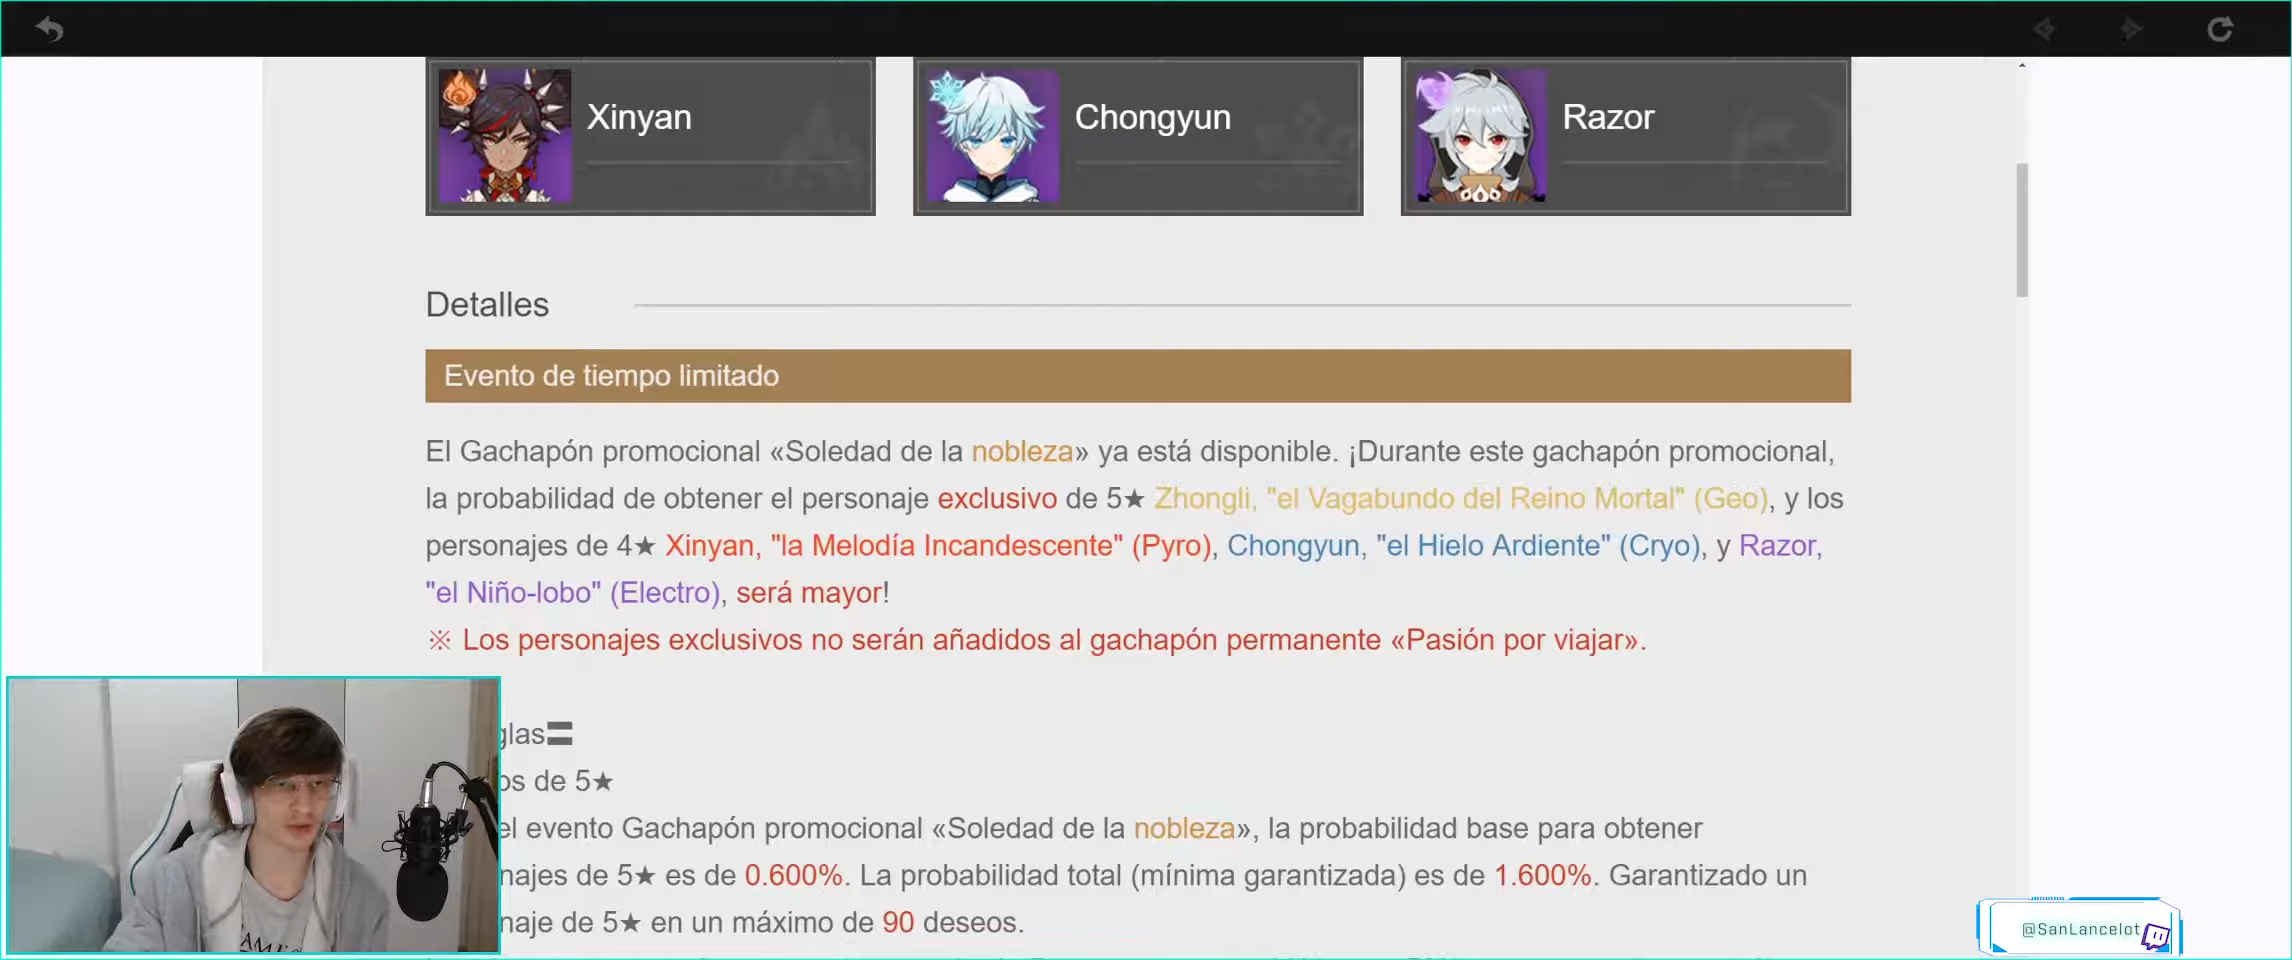 Xinyan
Chongyun
Razor
Detalles
Evento de tiempo limitado
El Gachapón promocional «Soledad de la nobleza» ya está disponible. ¡Durante este gachapón promocional,
la probabilidad de obtener el personaje exclusivo de 5★ Zhongli, "el Vagabundo del Reino Mortal" (Geo), y los
personajes de 4★ Xinyan, "la Melodía Incandescente" (Pyro), Chongyun, "el Hielo Ardiente" (Cryo), y Razor,
"el Niño-lobo" (Electro), será mayor!
※ Los personajes exclusivos no serán añadidos al gachapón permanente «Pasión por viajar».
glas〓
os de 5★
el evento Gachapón promocional «Soledad de la nobleza», la probabilidad base para obtener
najes de 5★ es de 0.600%. La probabilidad total (mínima garantizada) es de 1.600%. Garantizado un
naje de 5★ en un máximo de 90 deseos.
@SanLancelot